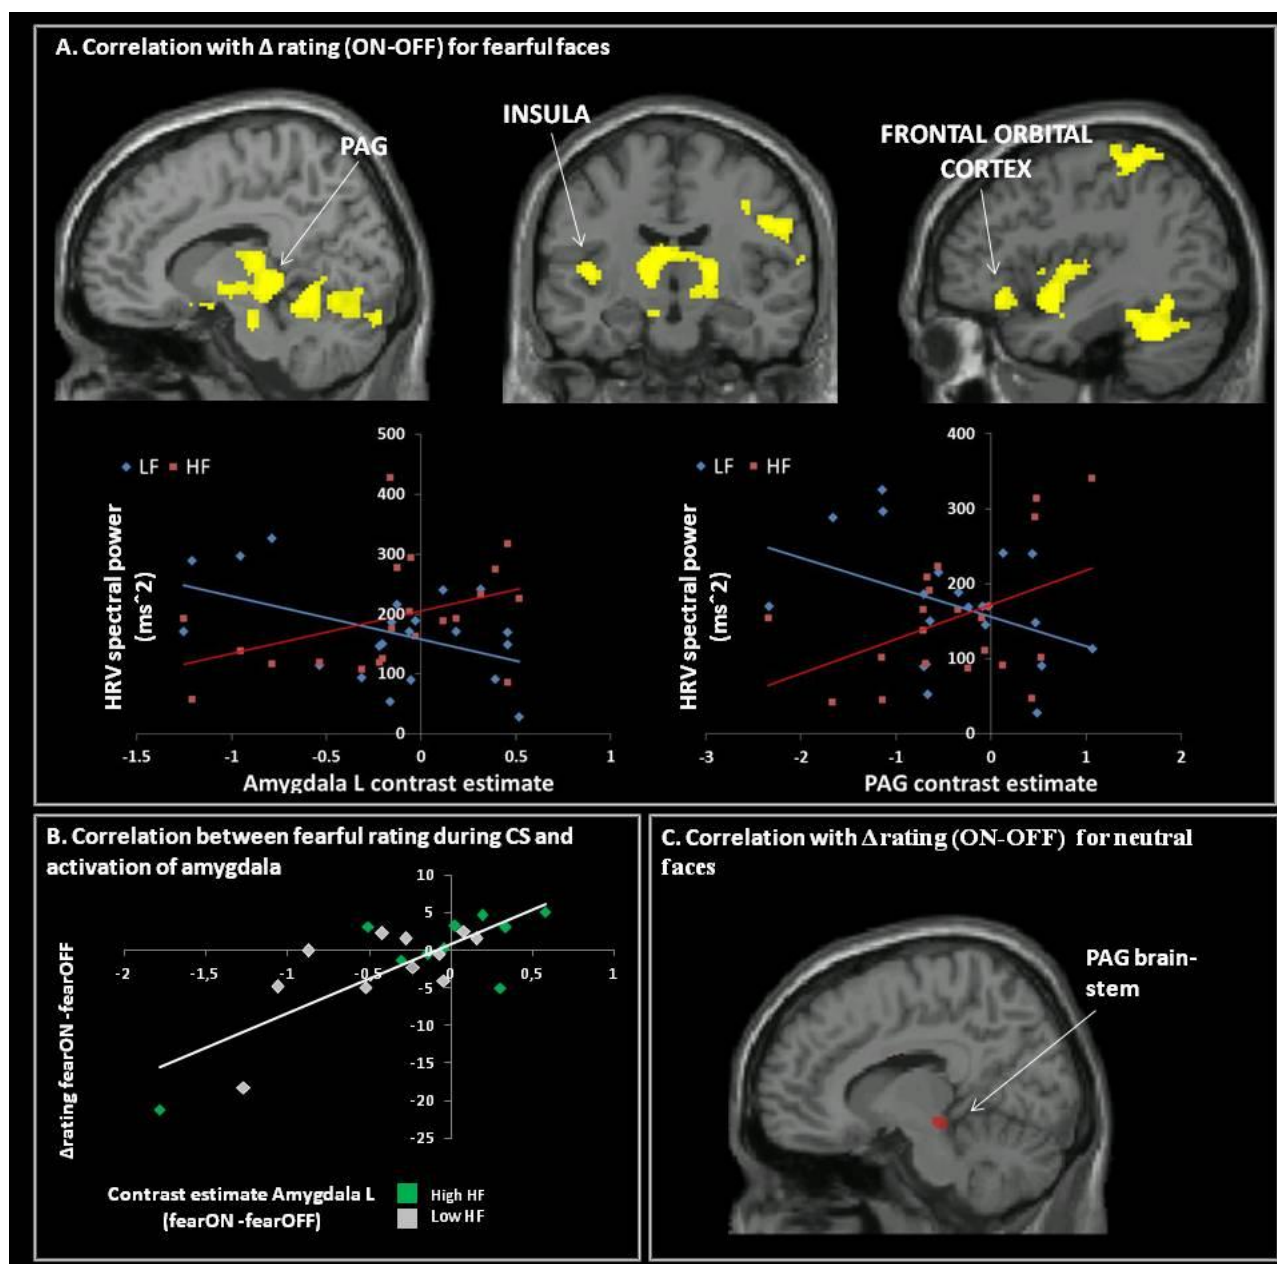 A. Correlation with Δ rating (ON-OFF) for fearful faces
PAG
INSULA
FRONTAL ORBITAL
CORTEX
LF HF
HRV spectral power
(ms^2)
500
400
300
200
100
0
-1.5 -1 -0.5 0 0.5 1
Amygdala L contrast estimate
LF HF
HRV spectral power
(ms^2)
400
300
200
100
0
-3 -2 -1 0 1 2
PAG contrast estimate
B. Correlation between fearful rating during CS and
activation of amygdala
Δrating fearON -fearOFF
10
5
0
-5
-10
-15
-20
-25
-2 -1 -0,5 0 0,5 1
Contrast estimate Amygdala L
(fearON -fearOFF)
High HF
Low HF
C. Correlation with Δrating (ON-OFF) for neutral
faces
PAG brain-
stem